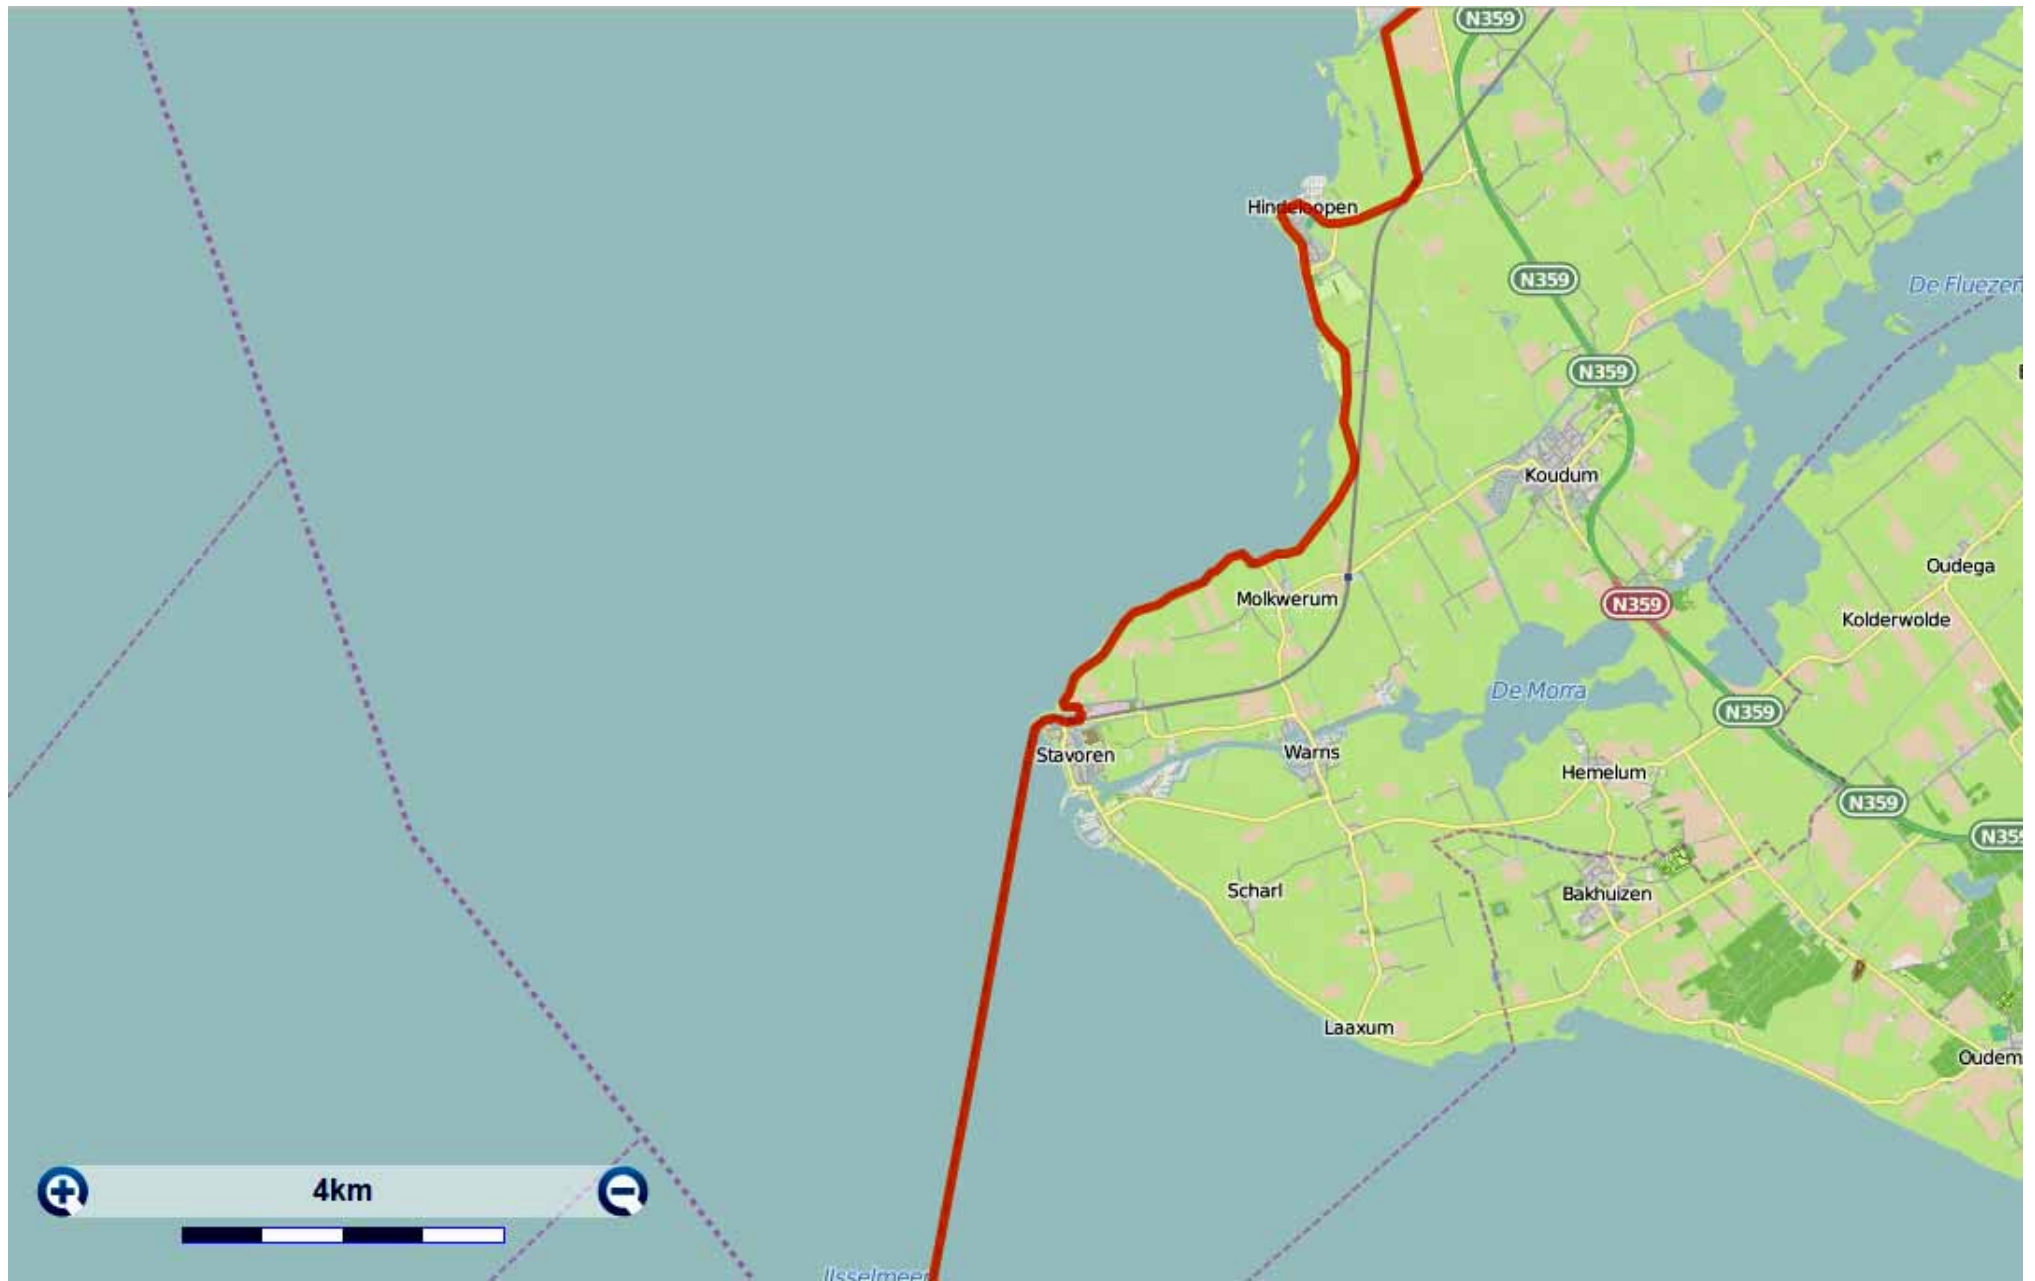 N359
Hindeloopen
N359
De Fluezen
N359
Koudum
Oudega
N359
Molkwerum
Kolderwolde
De Morra
N359
Stavoren
Warns
Hemelum
N359
N359
Scharl
Bakhuizen
Laaxum
Oudem
4km
IJsselmeer